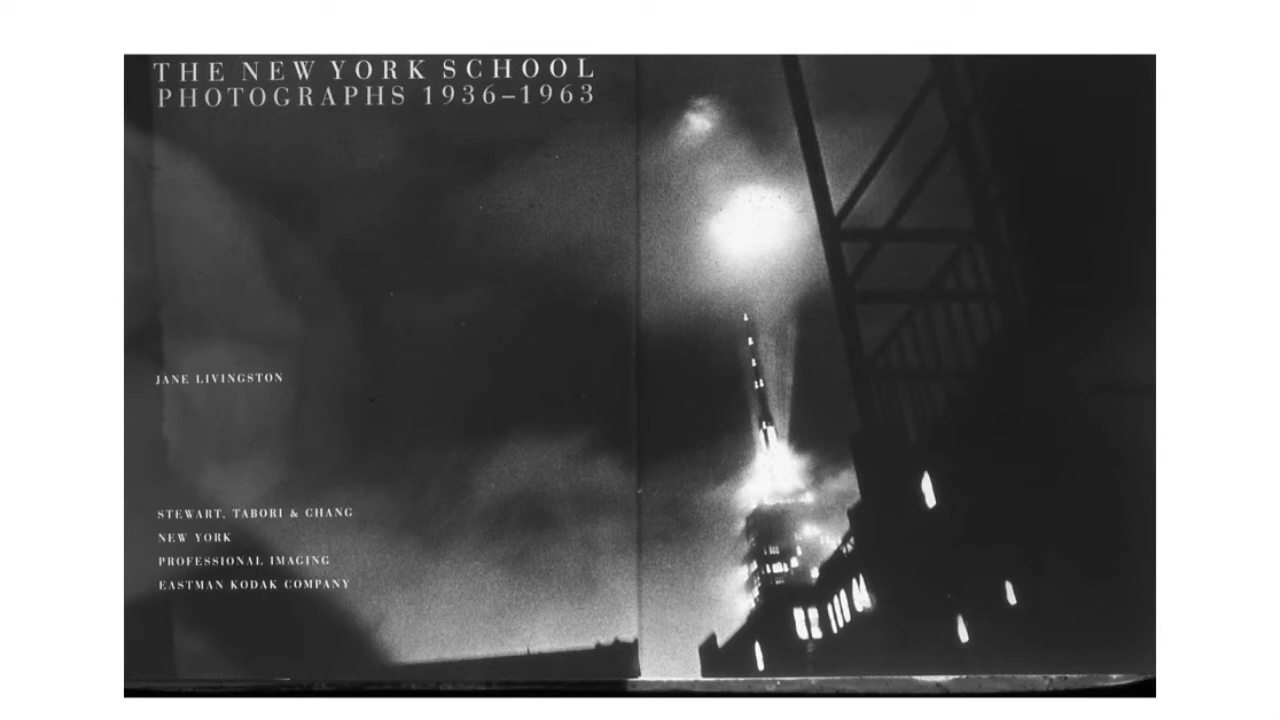 THE NEW YORK SCHOOL
PHOTOGRAPHS 1936–1963
JANE LIVINGSTON
STEWART, TABORI & CHANG
NEW YORK
PROFESSIONAL IMAGING
EASTMAN KODAK COMPANY